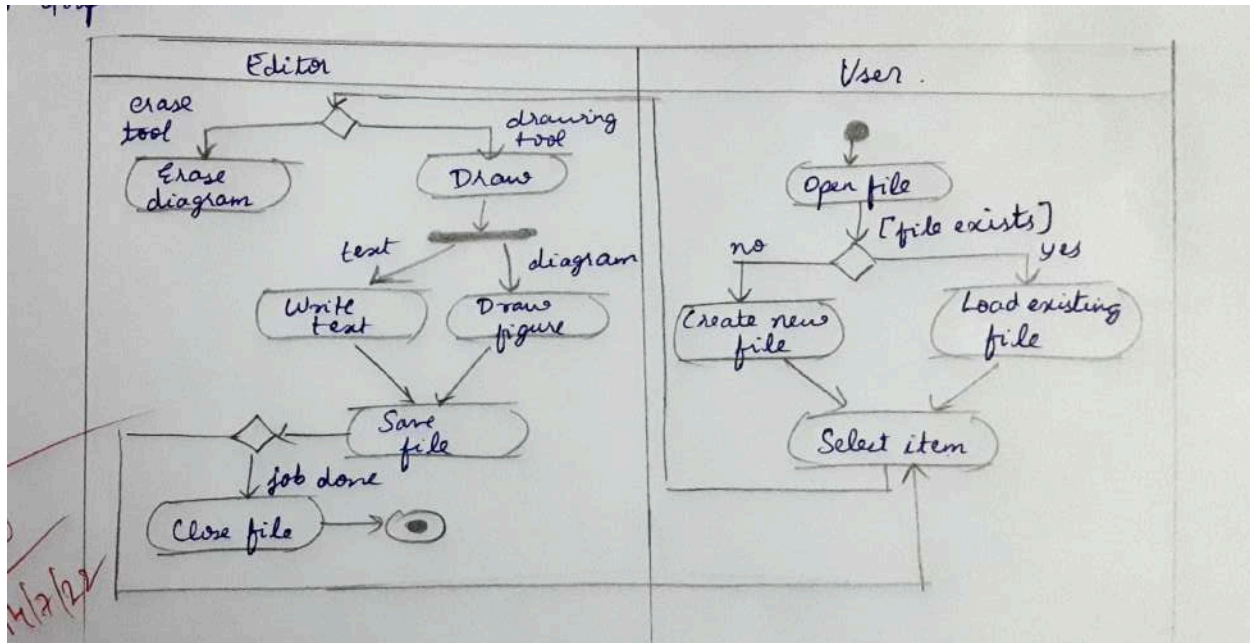 Editor
User.
erase
tool
drawing
tool
Erase
diagram
Draw
text
diagram
Write
text
Draw
figure
Save
file
job done
Close file
Open file
[file exists]
no
yes
Create new
file
Load existing
file
Select item